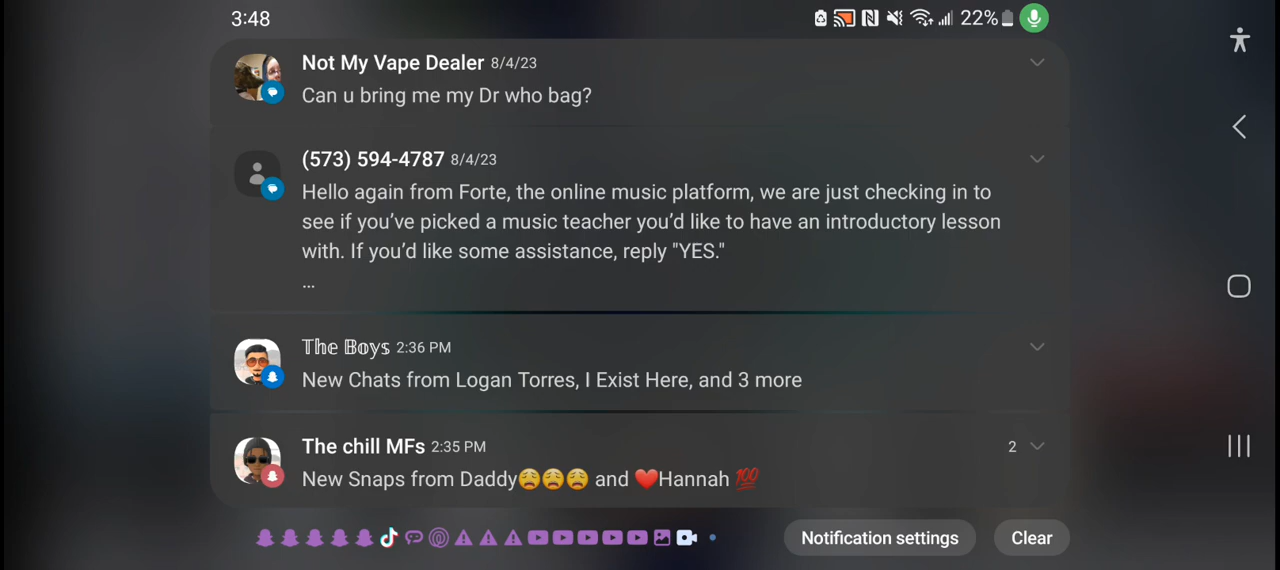 3:48 22%
Not My Vape Dealer 8/4/23
Can u bring me my Dr who bag?
(573) 594-4787 8/4/23
Hello again from Forte, the online music platform, we are just checking in to
see if you’ve picked a music teacher you’d like to have an introductory lesson
with. If you’d like some assistance, reply "YES."
...
𝕋𝕙𝕖 𝔹𝕠𝕪𝕤 2:36 PM
New Chats from Logan Torres, I Exist Here, and 3 more
The chill MFs 2:35 PM 2
New Snaps from Daddy😩😩😩 and ❤️Hannah 💯
Notification settings Clear